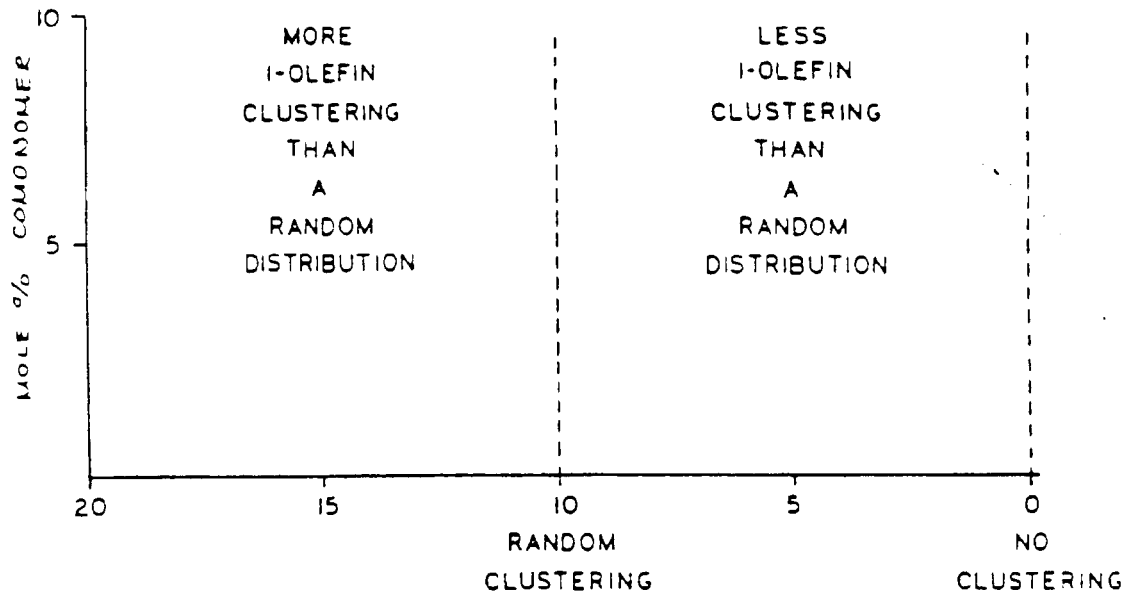 10
MORE
1-OLEFIN
CLUSTERING
THAN
A
RANDOM
DISTRIBUTION
LESS
1-OLEFIN
CLUSTERING
THAN
A
RANDOM
DISTRIBUTION
MOLE % COMONOMER
5
20 15 10 5 0
RANDOM
CLUSTERING
NO
CLUSTERING